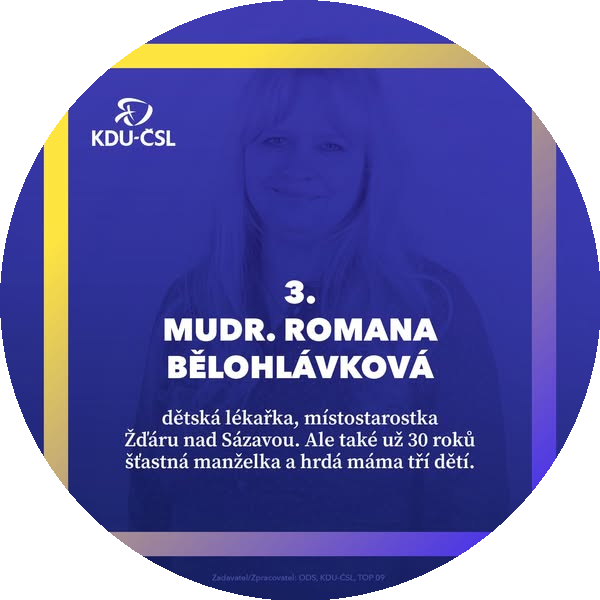 KDU-ČSL
3.
MUDR. ROMANA
BĚLOHLÁVKOVÁ
dětská lékařka, místostarostka
Žďáru nad Sázavou. Ale také už 30 roků
šťastná manželka a hrdá máma tří dětí.
Zadavatel/Zpracovatel: ODS, KDU-ČSL, TOP 09